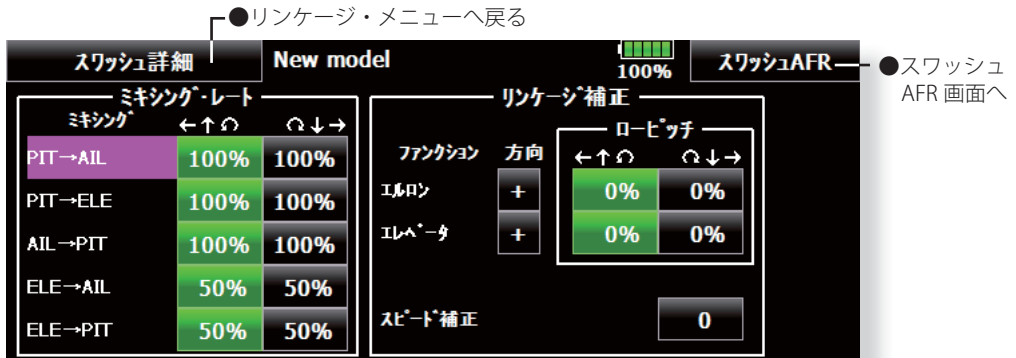 ●リンケージ・メニューへ戻る
スワッシュ詳細 New model 100% スワッシュAFR
●スワッシュ
AFR 画面へ
ミキシング・レート
ミキシング ←↑↺ ↻↓→
PIT→AIL 100% 100%
PIT→ELE 100% 100%
AIL→PIT 100% 100%
ELE→AIL 50% 50%
ELE→PIT 50% 50%
リンケージ補正
ローピッチ
ファンクション 方向 ←↑↺ ↻↓→
エルロン + 0% 0%
エレベータ + 0% 0%
スピード補正 0